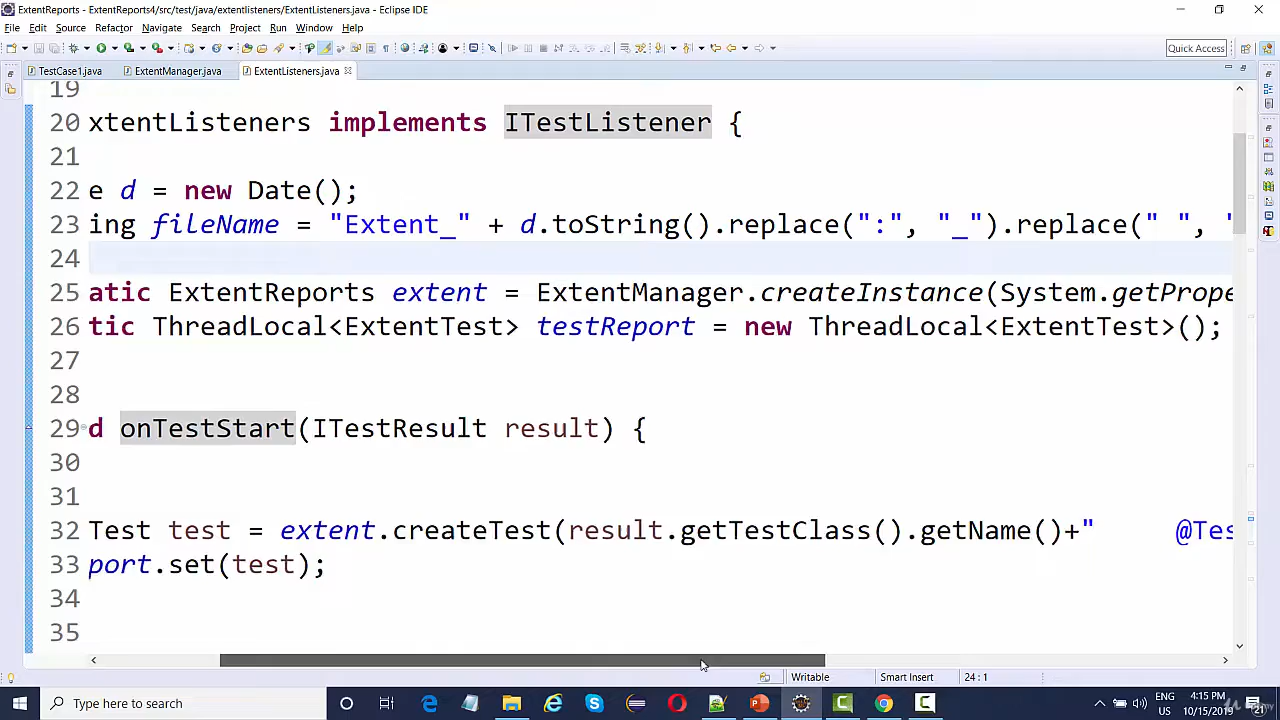 ExtentReports - ExtentReports4/src/test/java/extentlisteners/ExtentListeners.java - Eclipse IDE
File Edit Source Refactor Navigate Search Project Run Window Help
Quick Access
TestCase1.java ExtentManager.java ExtentListeners.java
19
20 xtentListeners implements ITestListener {
21
22 e d = new Date();
23 ing fileName = "Extent_" + d.toString().replace(":", "_").replace(" ", "
24
25 atic ExtentReports extent = ExtentManager.createInstance(System.getPrope
26 tic ThreadLocal<ExtentTest> testReport = new ThreadLocal<ExtentTest>();
27
28
29 d onTestStart(ITestResult result) {
30
31
32 Test test = extent.createTest(result.getTestClass().getName()+" @Tes
33 port.set(test);
34
35
Writable Smart Insert 24 : 1
Type here to search
ENG 4:15 PM
US 10/15/2019